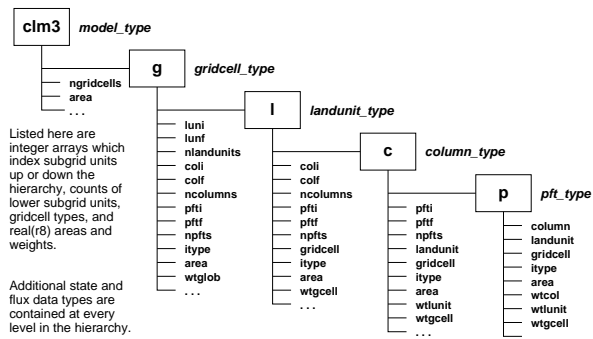 clm3
model_type
ngridcells
area
. . .
g
gridcell_type
luni
lunf
nlandunits
coli
colf
ncolumns
pfti
pftf
npfts
itype
area
wtglob
. . .
l
landunit_type
coli
colf
ncolumns
pfti
pftf
npfts
gridcell
itype
area
wtgcell
. . .
c
column_type
pfti
pftf
npfts
landunit
gridcell
itype
area
wtlunit
wtgcell
. . .
p
pft_type
column
landunit
gridcell
itype
area
wtcol
wtlunit
wtgcell
Listed here are
integer arrays which
index subgrid units
up or down the
hierarchy, counts of
lower subgrid units,
gridcell types, and
real(r8) areas and
weights.
Additional state and
flux data types are
contained at every
level in the hierarchy.